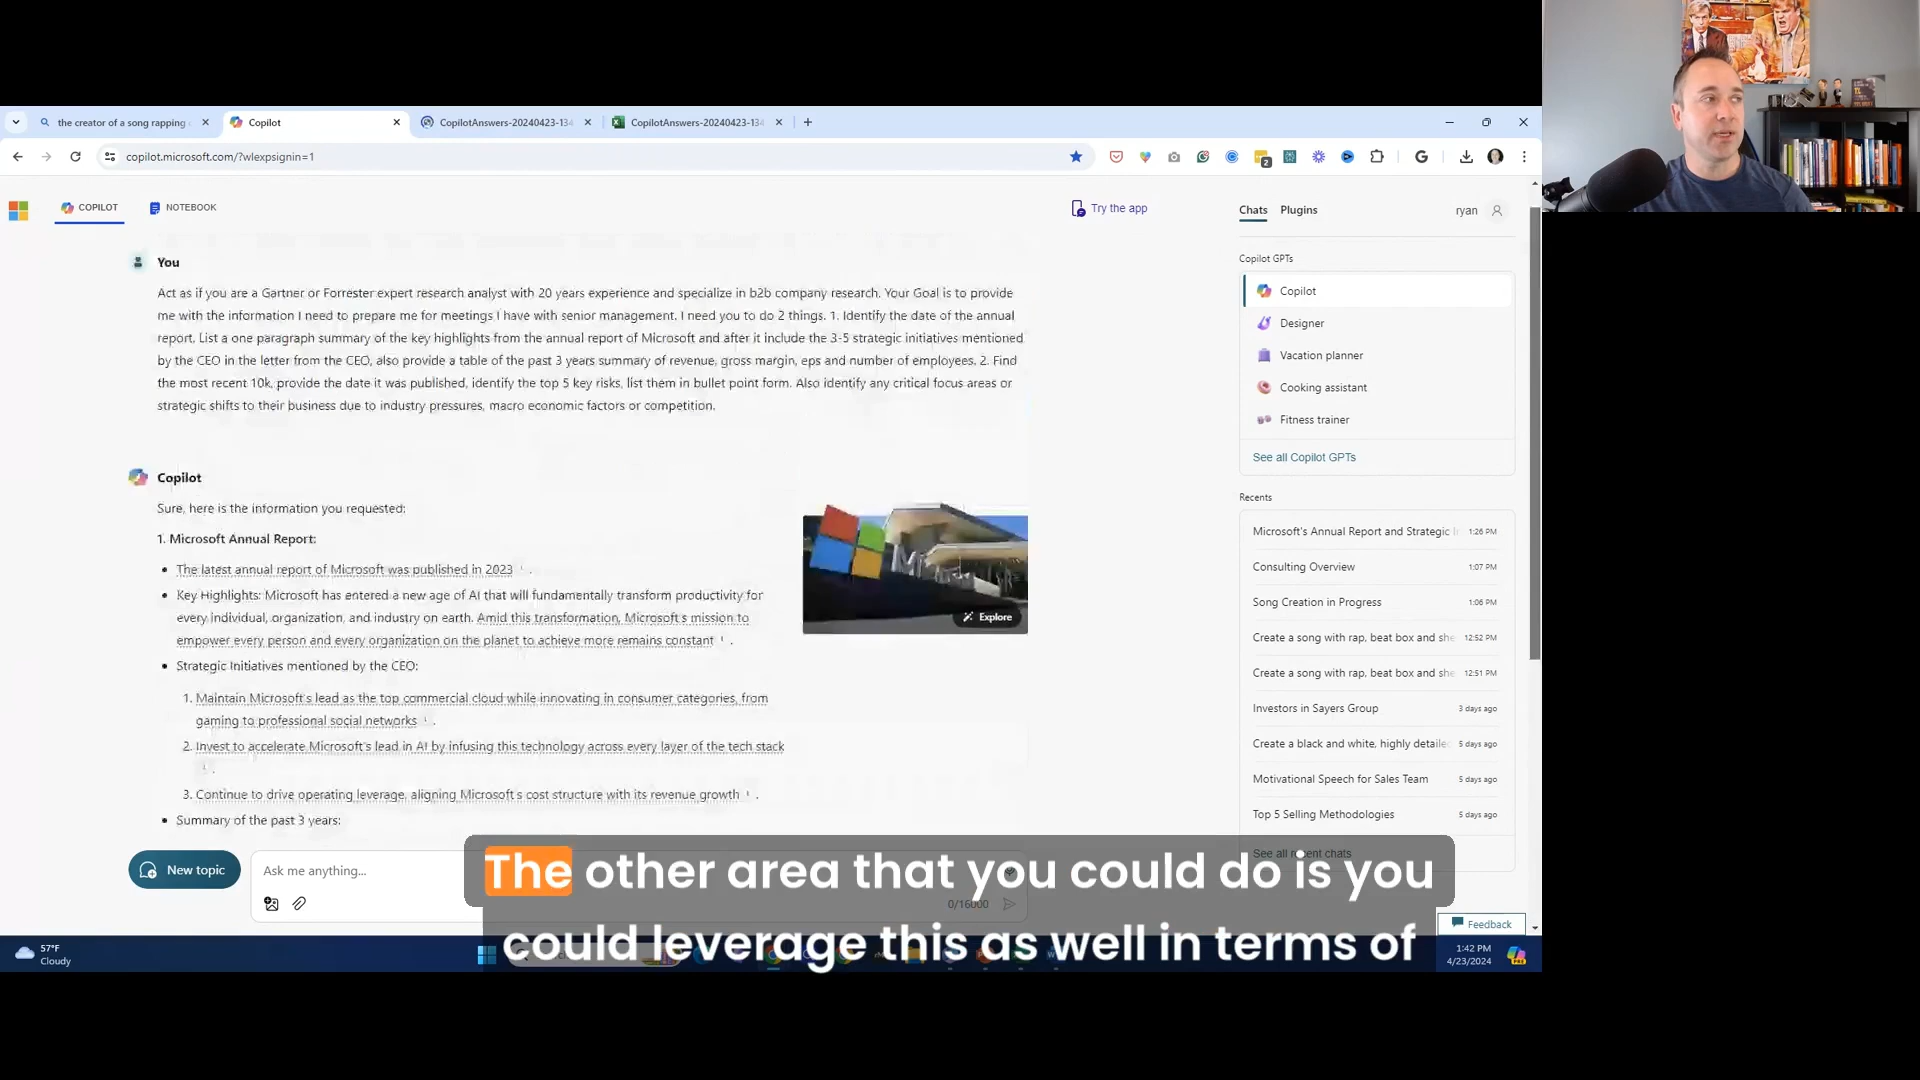 the creator of a song rapping
Copilot
CopilotAnswers-20240423-134
CopilotAnswers-20240423-134
copilot.microsoft.com/?wlexpsignin=1
2
COPILOT
NOTEBOOK
Try the app
Chats
Plugins
ryan
You
Act as if you are a Gartner or Forrester expert research analyst with 20 years experience and specialize in b2b company research. Your Goal is to provide
me with the information I need to prepare me for meetings I have with senior management. I need you to do 2 things. 1. Identify the date of the annual
report. List a one paragraph summary of the key highlights from the annual report of Microsoft and after it include the 3-5 strategic initiatives mentioned
by the CEO in the letter from the CEO, also provide a table of the past 3 years summary of revenue, gross margin, eps and number of employees. 2. Find
the most recent 10k, provide the date it was published, identify the top 5 key risks, list them in bullet point form. Also identify any critical focus areas or
strategic shifts to their business due to industry pressures, macro economic factors or competition.
Copilot
Sure, here is the information you requested:
1. Microsoft Annual Report:
• The latest annual report of Microsoft was published in 2023 1.
• Key Highlights: Microsoft has entered a new age of AI that will fundamentally transform productivity for
every individual, organization, and industry on earth. Amid this transformation, Microsoft's mission to
empower every person and every organization on the planet to achieve more remains constant 1.
• Strategic Initiatives mentioned by the CEO:
1. Maintain Microsoft's lead as the top commercial cloud while innovating in consumer categories, from
gaming to professional social networks 1.
2. Invest to accelerate Microsoft's lead in AI by infusing this technology across every layer of the tech stack
1.
3. Continue to drive operating leverage, aligning Microsoft's cost structure with its revenue growth 1.
• Summary of the past 3 years:
Explore
Copilot GPTs
Copilot
Designer
Vacation planner
Cooking assistant
Fitness trainer
See all Copilot GPTs
Recents
Microsoft's Annual Report and Strategic I 1:26 PM
Consulting Overview 1:07 PM
Song Creation in Progress 1:06 PM
Create a song with rap, beat box and she 12:52 PM
Create a song with rap, beat box and she 12:51 PM
Investors in Sayers Group 3 days ago
Create a black and white, highly detailed 5 days ago
Motivational Speech for Sales Team 5 days ago
Top 5 Selling Methodologies 5 days ago
See all recent chats
New topic
Ask me anything...
0/16000
Feedback
The other area that you could do is you
could leverage this as well in terms of
57°F
Cloudy
1:42 PM
4/23/2024